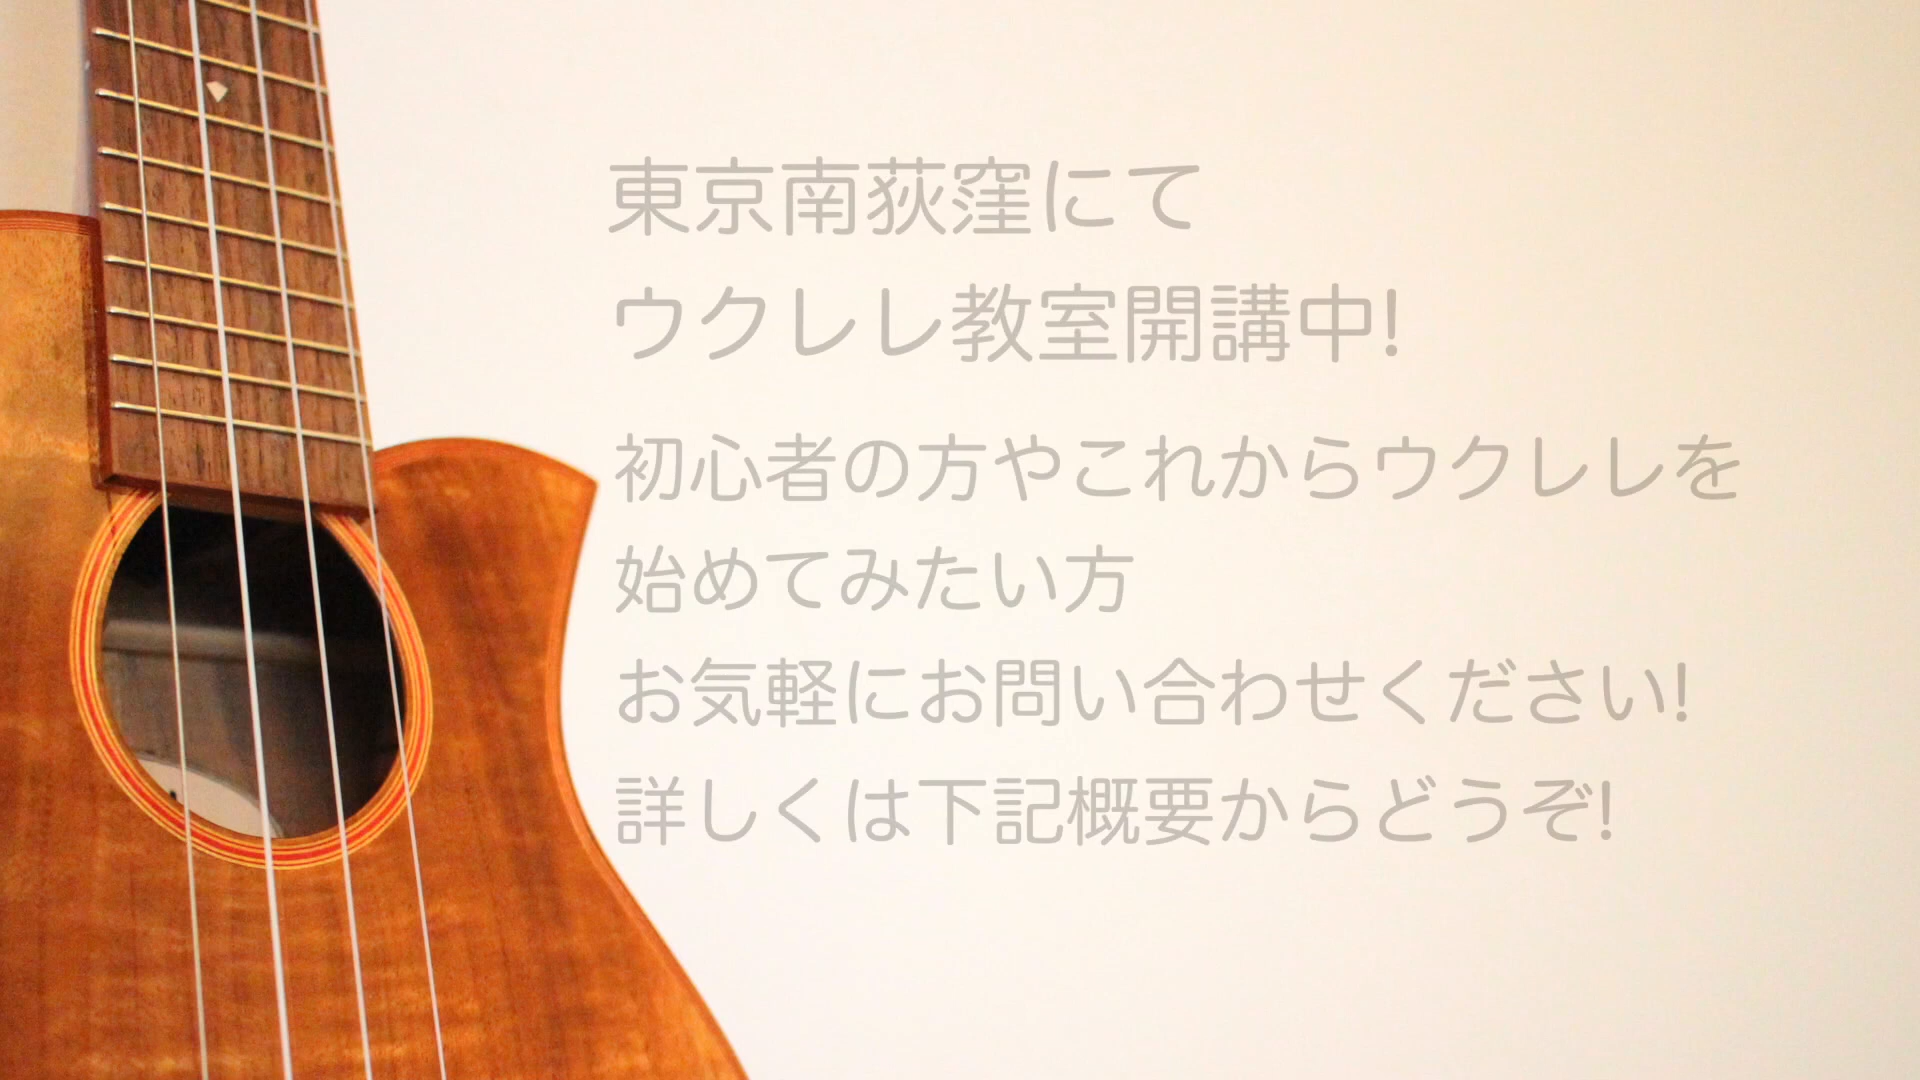 東京南荻窪にて
ウクレレ教室開講中!
初心者の方やこれからウクレレを
始めてみたい方
お気軽にお問い合わせください!
詳しくは下記概要からどうぞ!